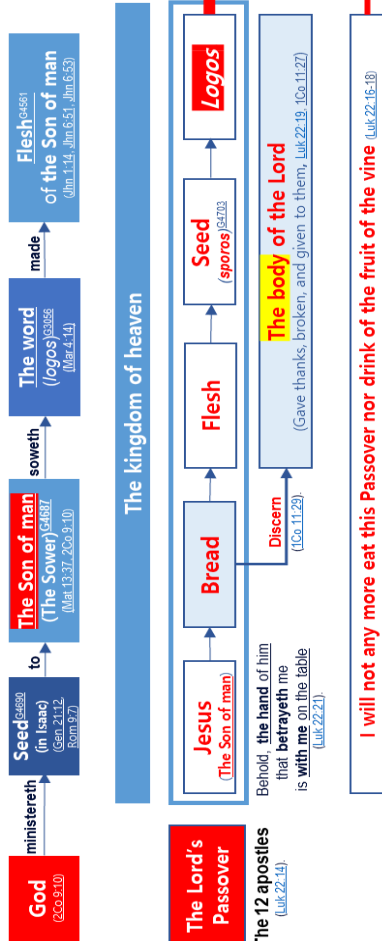 God
(2Co 9:10)
ministereth
Seed G4690
(in Isaac)
(Gen 21:12,
Rom 9:7)
to
The Son of man
(The Sower) G4687
(Mat 13:37, 2Co 9:10)
soweth
The word
(logos) G3056
(Mar 4:14)
made
Flesh G4561
of the Son of man
(Jhn 1:14, Jhn 6:51, Jhn 6:53)
The kingdom of heaven
The Lord's
Passover
Jesus
(The Son of man)
Bread
Flesh
Seed
(sporos) G4703
Logos
'he 12 apostles
(Luk 22:14).
Behold, the hand of him
that betrayeth me
is with me on the table
(Luk 22:21).
Discern
(1Co 11:29).
The body of the Lord
(Gave thanks, broken, and given to them, Luk 22:19, 1Co 11:27)
I will not any more eat this Passover nor drink of the fruit of the vine (Luk 22:16-18)